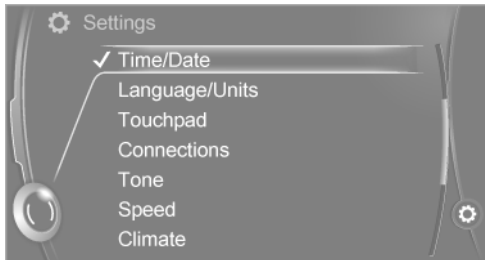 Settings
Time/Date
Language/Units
Touchpad
Connections
Tone
Speed
Climate